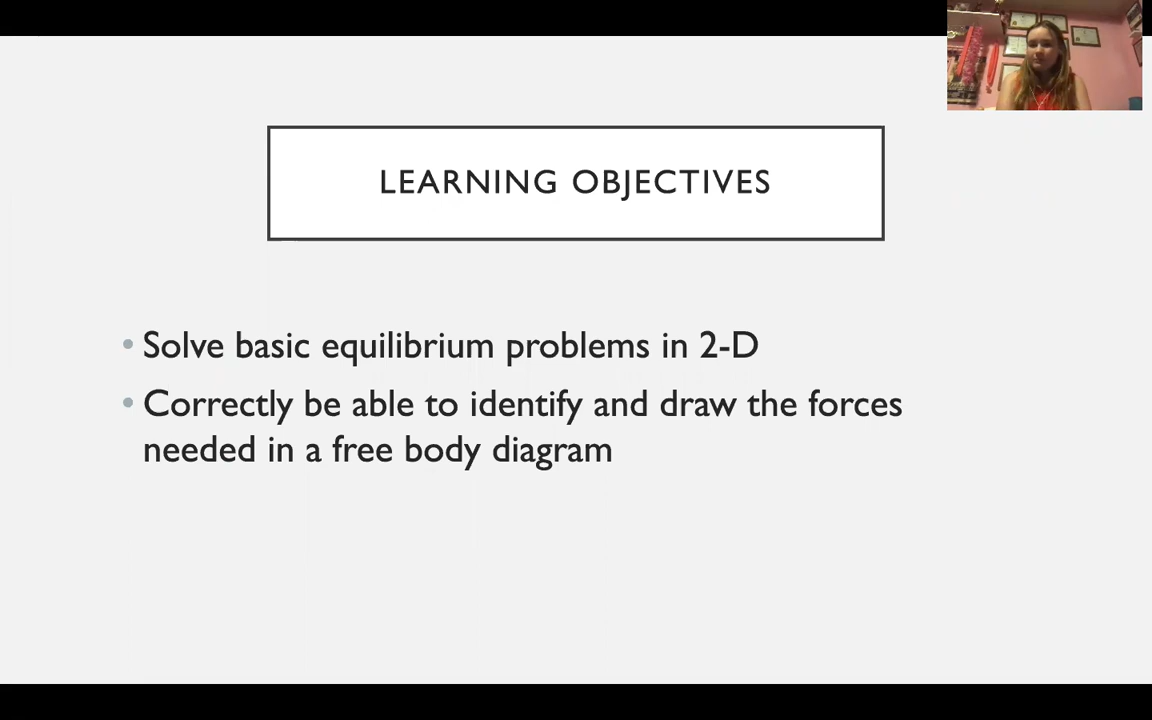 LEARNING OBJECTIVES
• Solve basic equilibrium problems in 2-D
• Correctly be able to identify and draw the forces
needed in a free body diagram